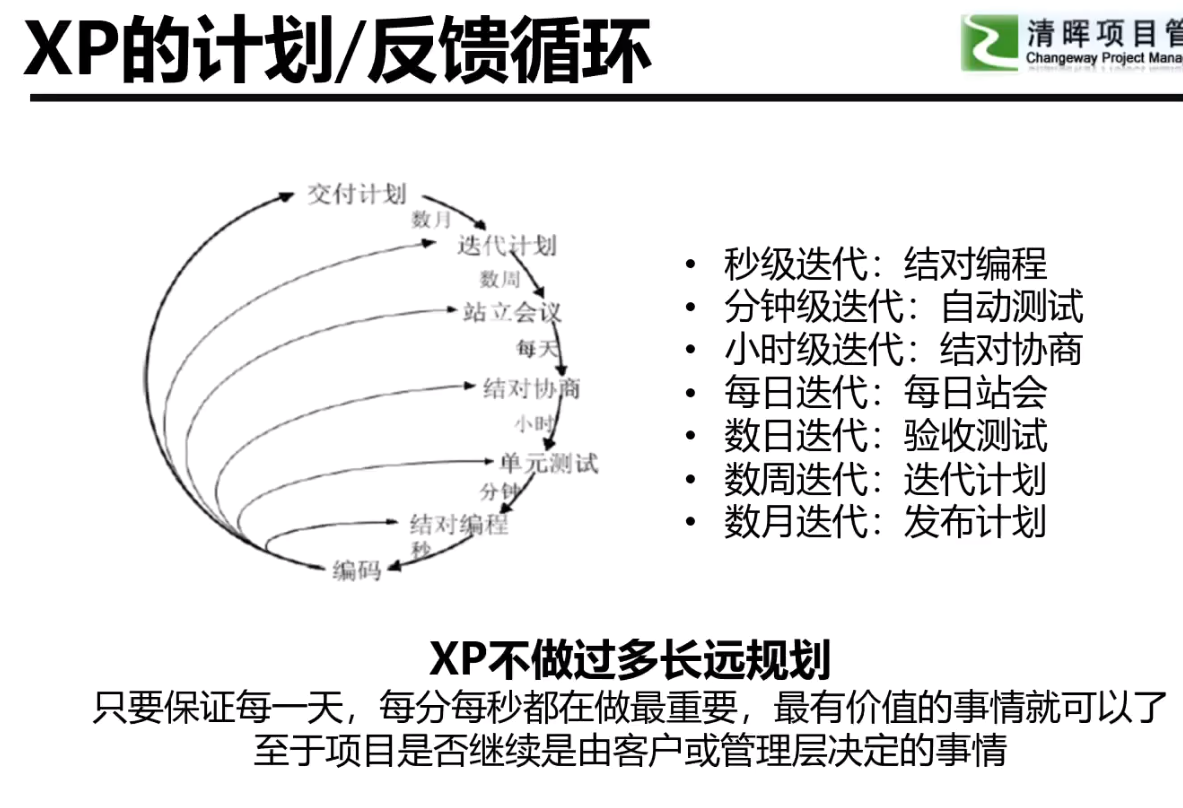 XP的计划/反馈循环
清晖项目管
Changeway Project Mana
交付计划
数月
迭代计划
数周
站立会议
每天
结对协商
小时
单元测试
分钟
结对编程
秒
编码
• 秒级迭代：结对编程
• 分钟级迭代：自动测试
• 小时级迭代：结对协商
• 每日迭代：每日站会
• 数日迭代：验收测试
• 数周迭代：迭代计划
• 数月迭代：发布计划
XP不做过多长远规划
只要保证每一天，每分每秒都在做最重要，最有价值的事情就可以了
至于项目是否继续是由客户或管理层决定的事情